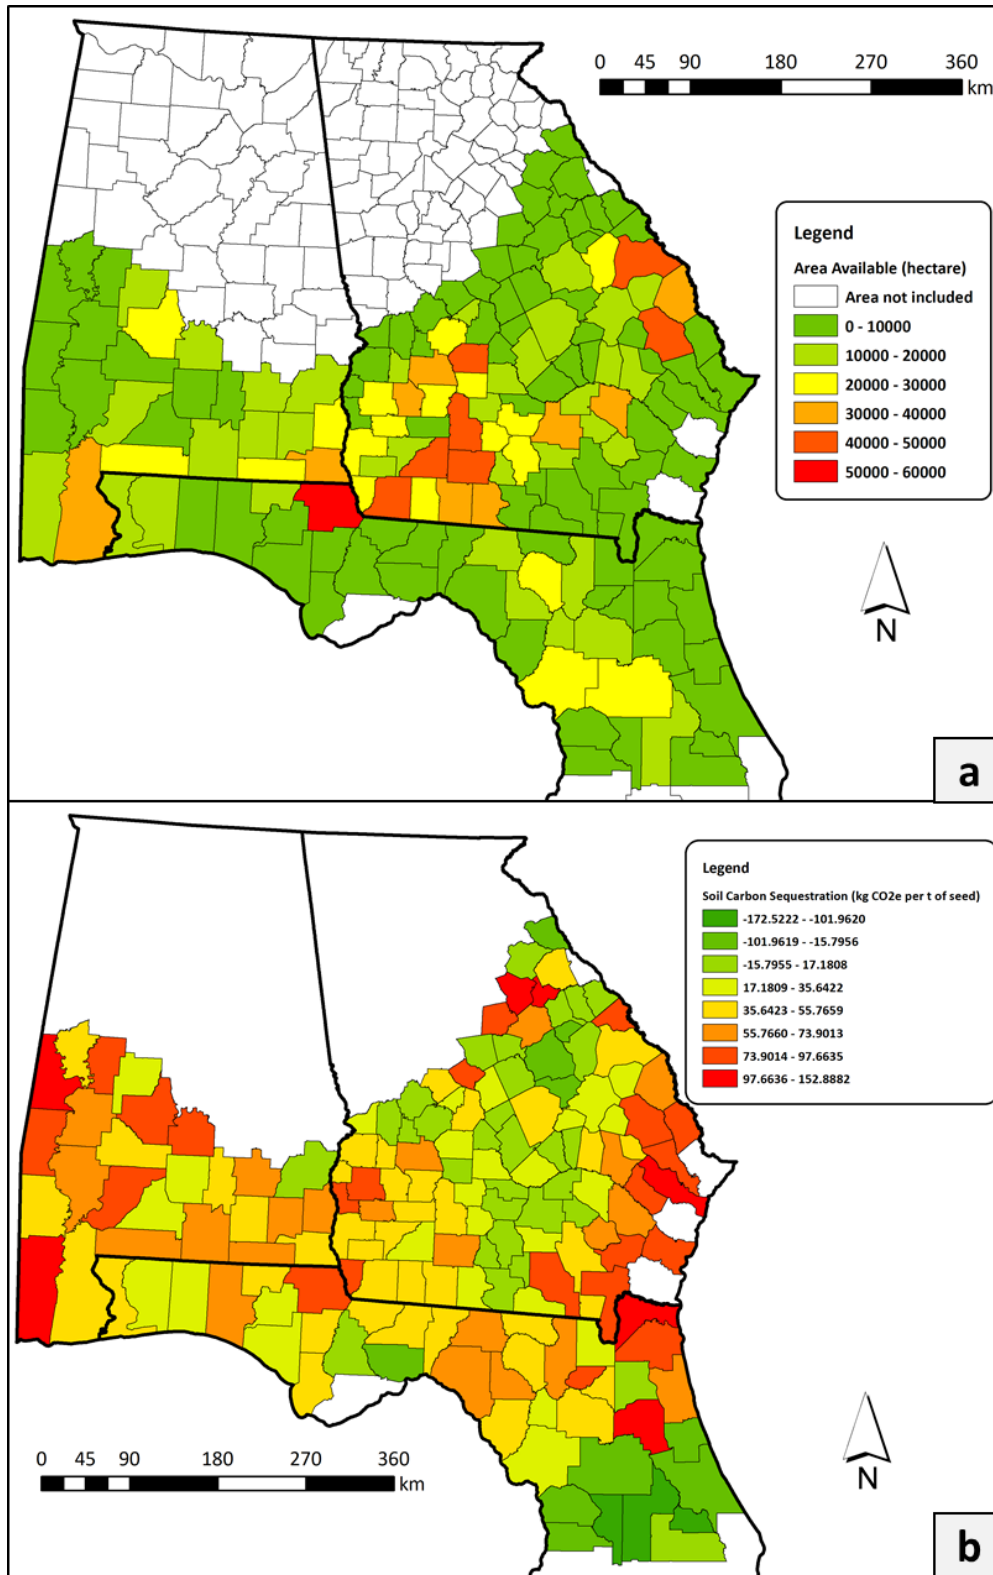 0 45 90 180 270 360
km
Legend
Area Available (hectare)
Area not included
0 - 10000
10000 - 20000
20000 - 30000
30000 - 40000
40000 - 50000
50000 - 60000
N
a
Legend
Soil Carbon Sequestration (kg CO2e per t of seed)
-172.5222 - -101.9620
-101.9619 - -15.7956
-15.7955 - 17.1808
17.1809 - 35.6422
35.6423 - 55.7659
55.7660 - 73.9013
73.9014 - 97.6635
97.6636 - 152.8882
N
0 45 90 180 270 360
km
b